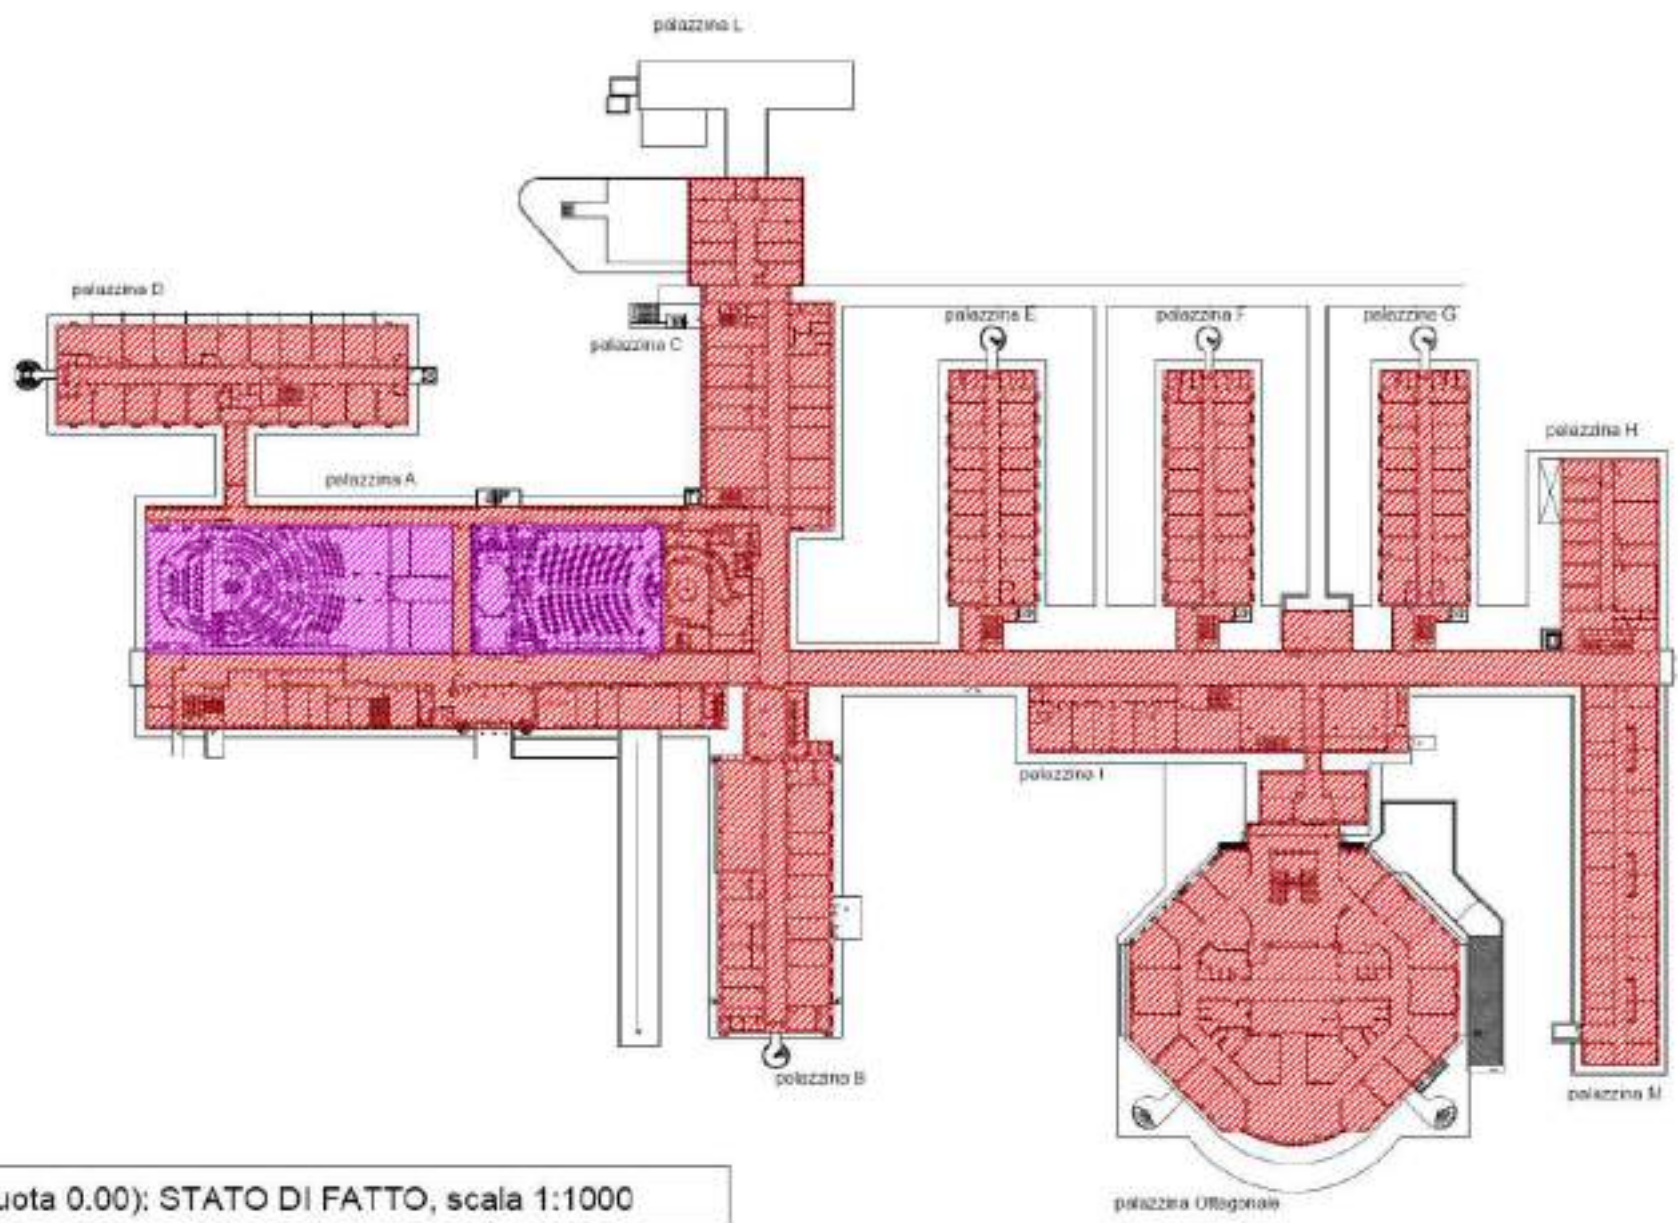 palazzina L
palazzina D
palazzina C
palazzina E
palazzina F
palazzina G
palazzina H
palazzina A
palazzina I
palazzina B
palazzina M
palazzina Ottagonale
uota 0.00): STATO DI FATTO, scala 1:1000